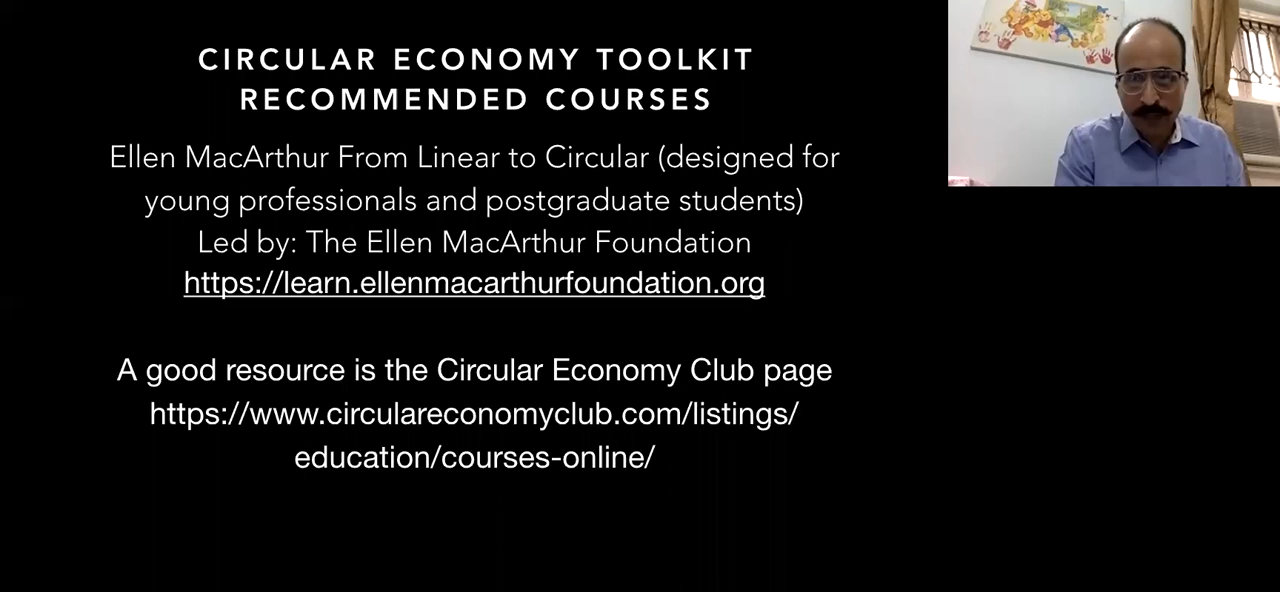 CIRCULAR ECONOMY TOOLKIT
RECOMMENDED COURSES
Ellen MacArthur From Linear to Circular (designed for
young professionals and postgraduate students)
Led by: The Ellen MacArthur Foundation
https://learn.ellenmacarthurfoundation.org
A good resource is the Circular Economy Club page
https://www.circulareconomyclub.com/listings/
education/courses-online/